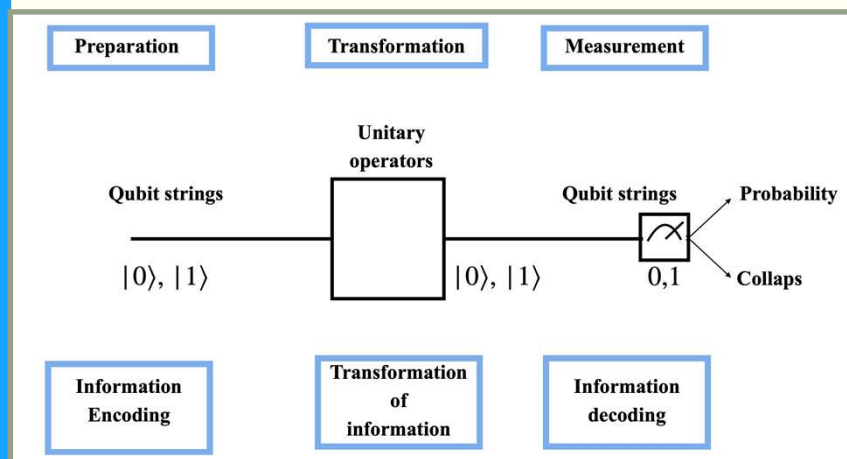 Preparation
Transformation
Measurement
Unitary
operators
Qubit strings
Qubit strings
Probability
|0⟩, |1⟩
|0⟩, |1⟩
0,1
Collaps
Information
Encoding
Transformation
of
information
Information
decoding